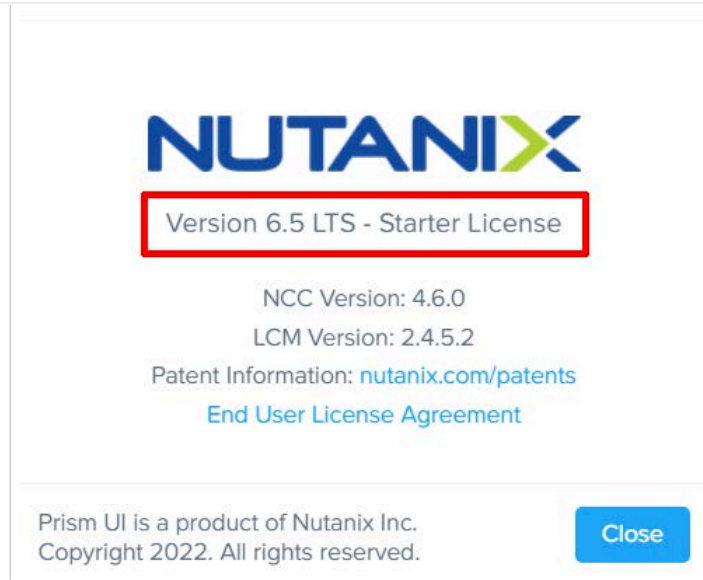 NUTANIX
Version 6.5 LTS - Starter License
NCC Version: 4.6.0
LCM Version: 2.4.5.2
Patent Information: nutanix.com/patents
End User License Agreement
Prism UI is a product of Nutanix Inc.
Copyright 2022. All rights reserved.
Close